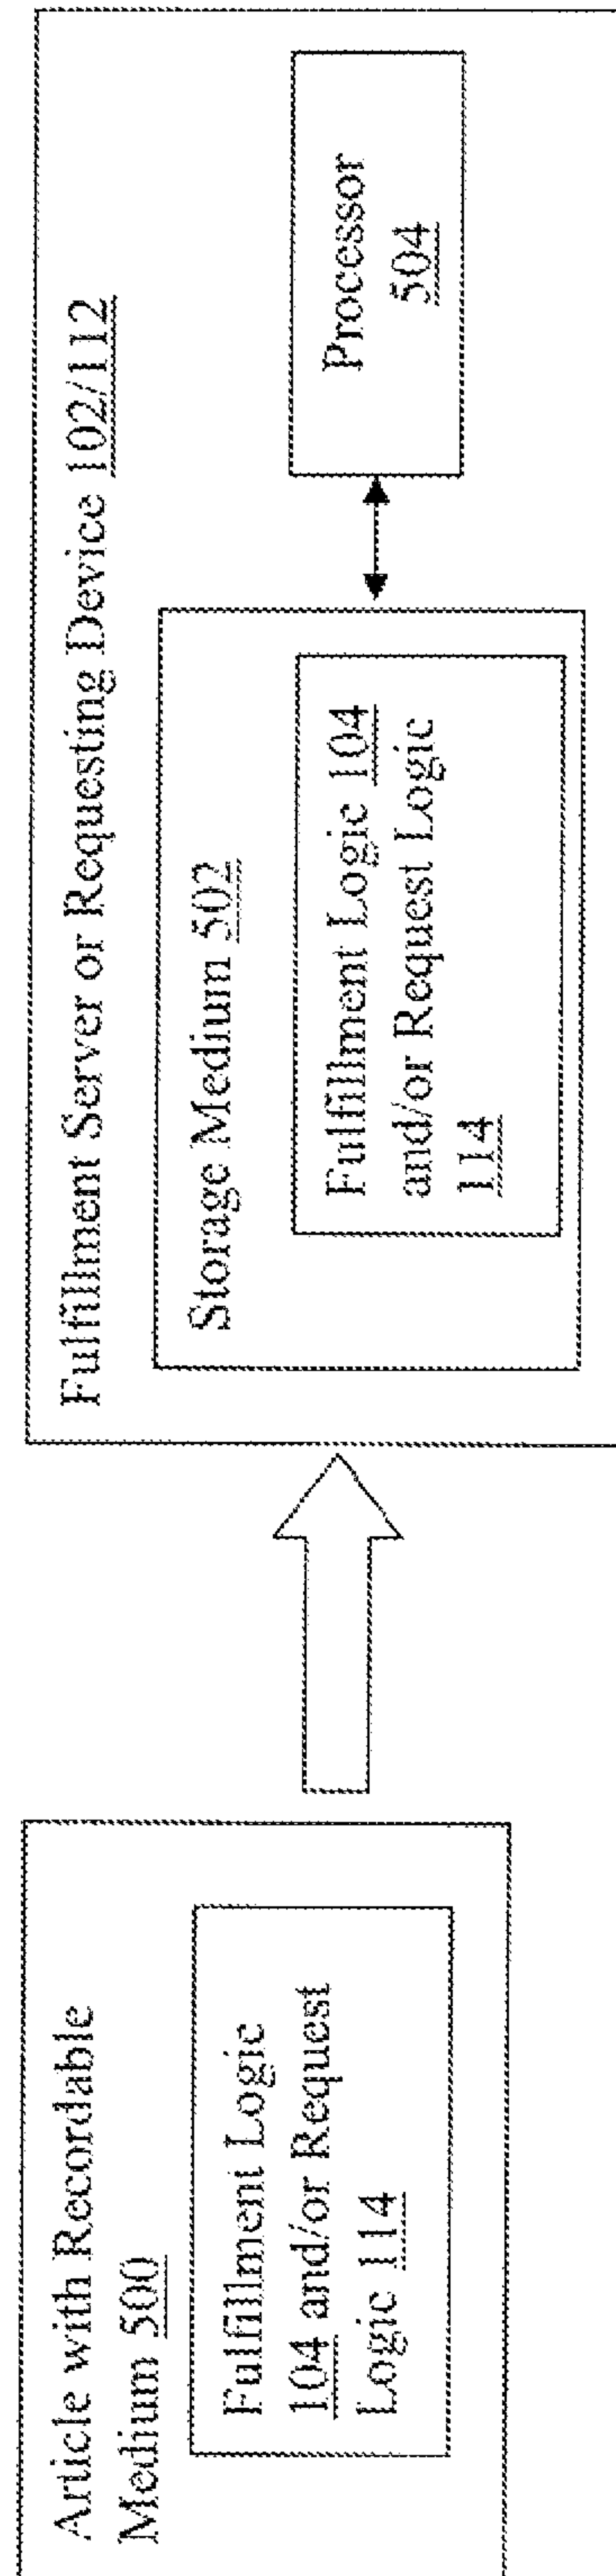 Article with Recordable
Medium 500
Fulfillment Logic
104 and/or Request
Logic 114
Fulfillment Server or Requesting Device 102/112
Storage Medium 502
Fulfillment Logic 104
and/or Request Logic
114
Processor
504